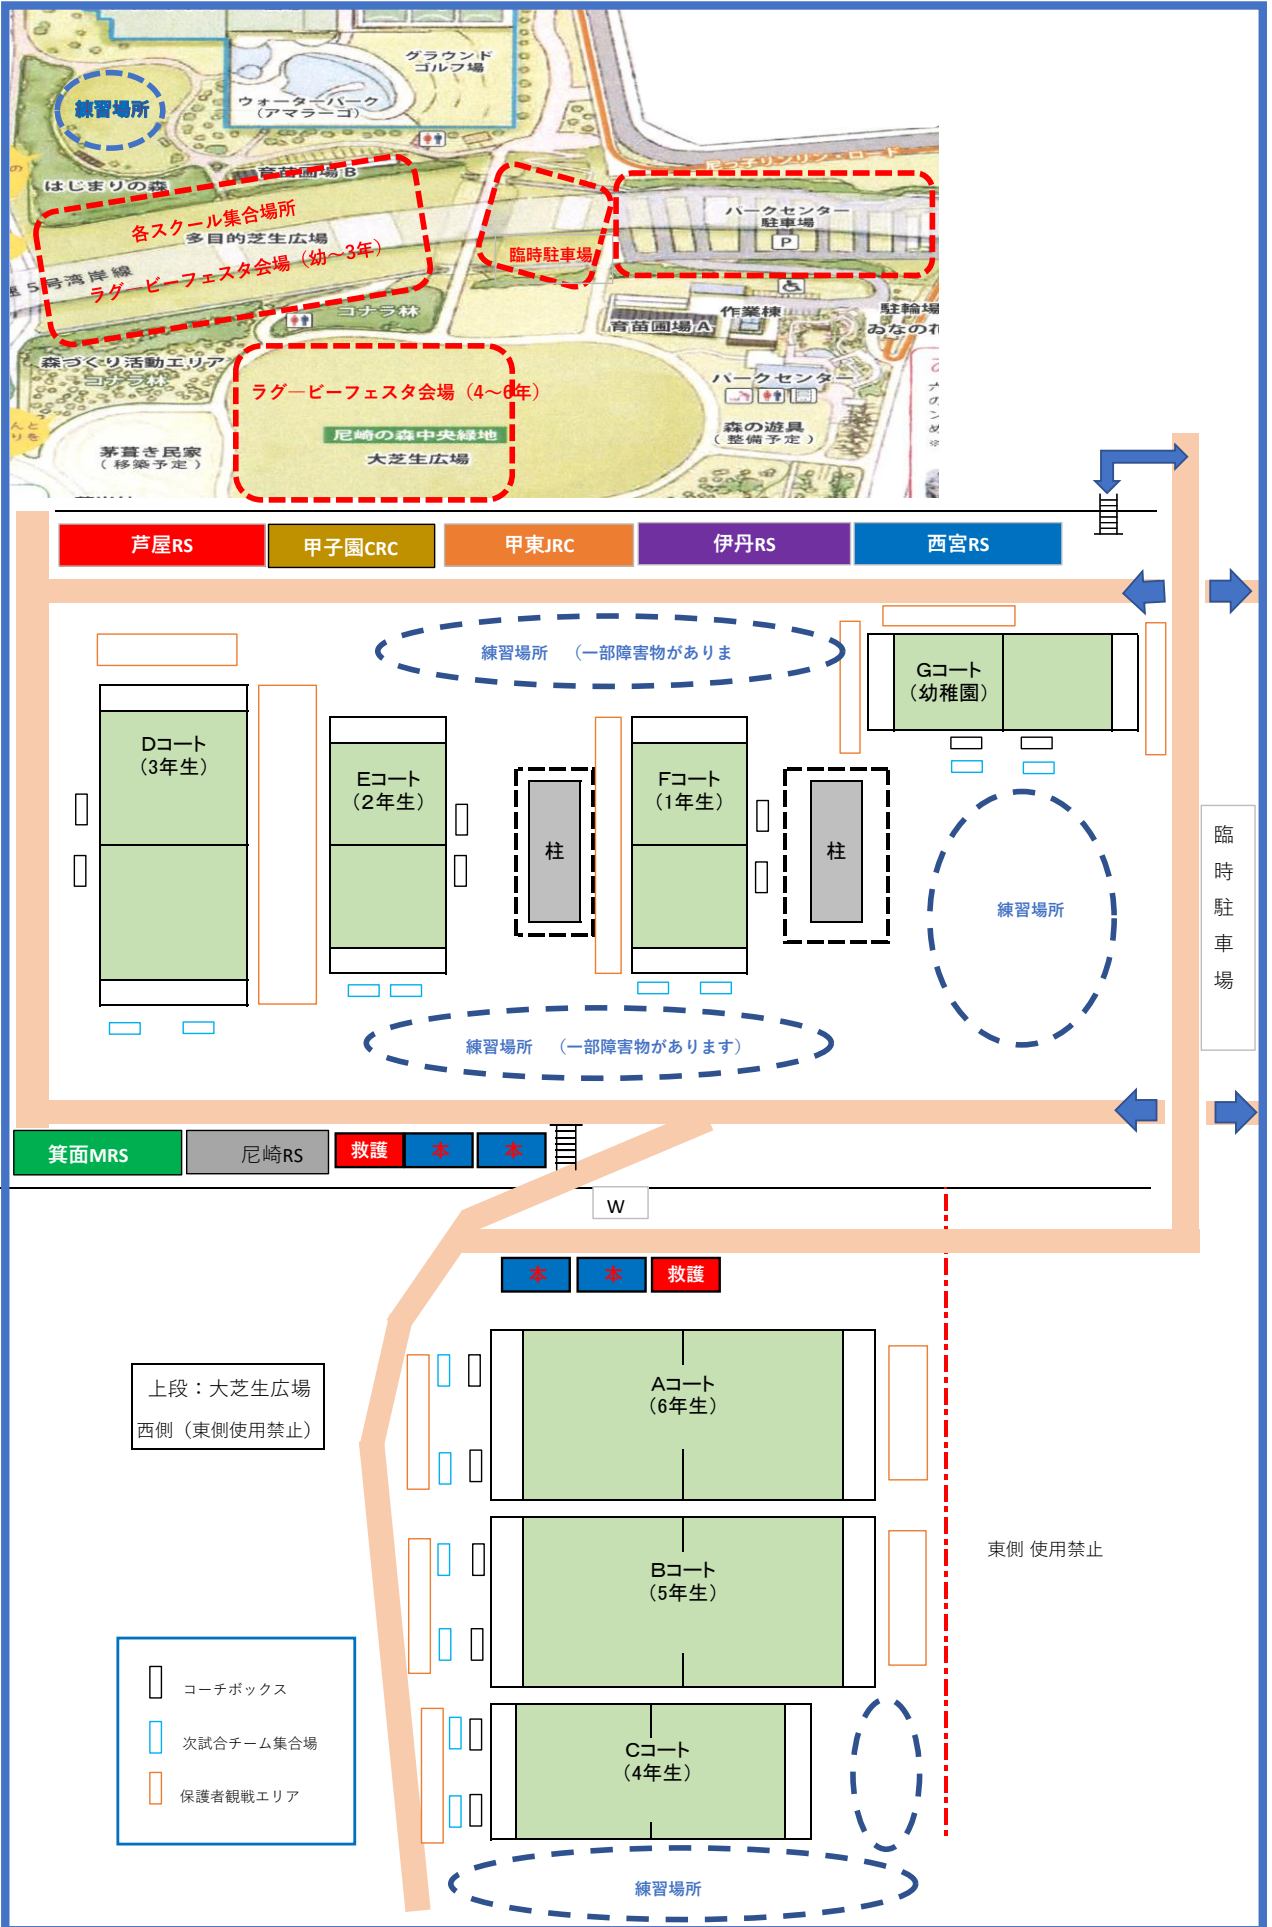 グラウンド
ゴルフ場
練習場所
ウォーターパーク
（アマラーゴ）
尼っ子リンリン・ロード
育苗圃場B
はじまりの森
各スクール集合場所
多目的芝生広場
ラグ―ビーフェスタ会場（幼～3年）
5号湾岸線
臨時駐車場
パークセンター
駐車場
P
コナラ林
育苗圃場A
作業棟
駐輪場
森づくり活動エリア
コナラ林
ラグ―ビーフェスタ会場（4～6年）
パークセンター
尼崎の森中央緑地
大芝生広場
森の遊具
（整備予定）
茅葺き民家
（移築予定）
芦屋RS
甲子園CRC
甲東JRC
伊丹RS
西宮RS
練習場所　（一部障害物がありま
Gコート
（幼稚園）
Dコート
（3年生）
Eコート
（２年生）
Fコート
（1年生）
柱
柱
練習場所
臨時駐車場
練習場所　（一部障害物があります）
箕面MRS
尼崎RS
救護
本
本
W
本
本
救護
上段：大芝生広場
西側（東側使用禁止）
Aコート
（6年生）
Bコート
（5年生）
東側 使用禁止
Cコート
（4年生）
コーチボックス
次試合チーム集合場
保護者観戦エリア
練習場所